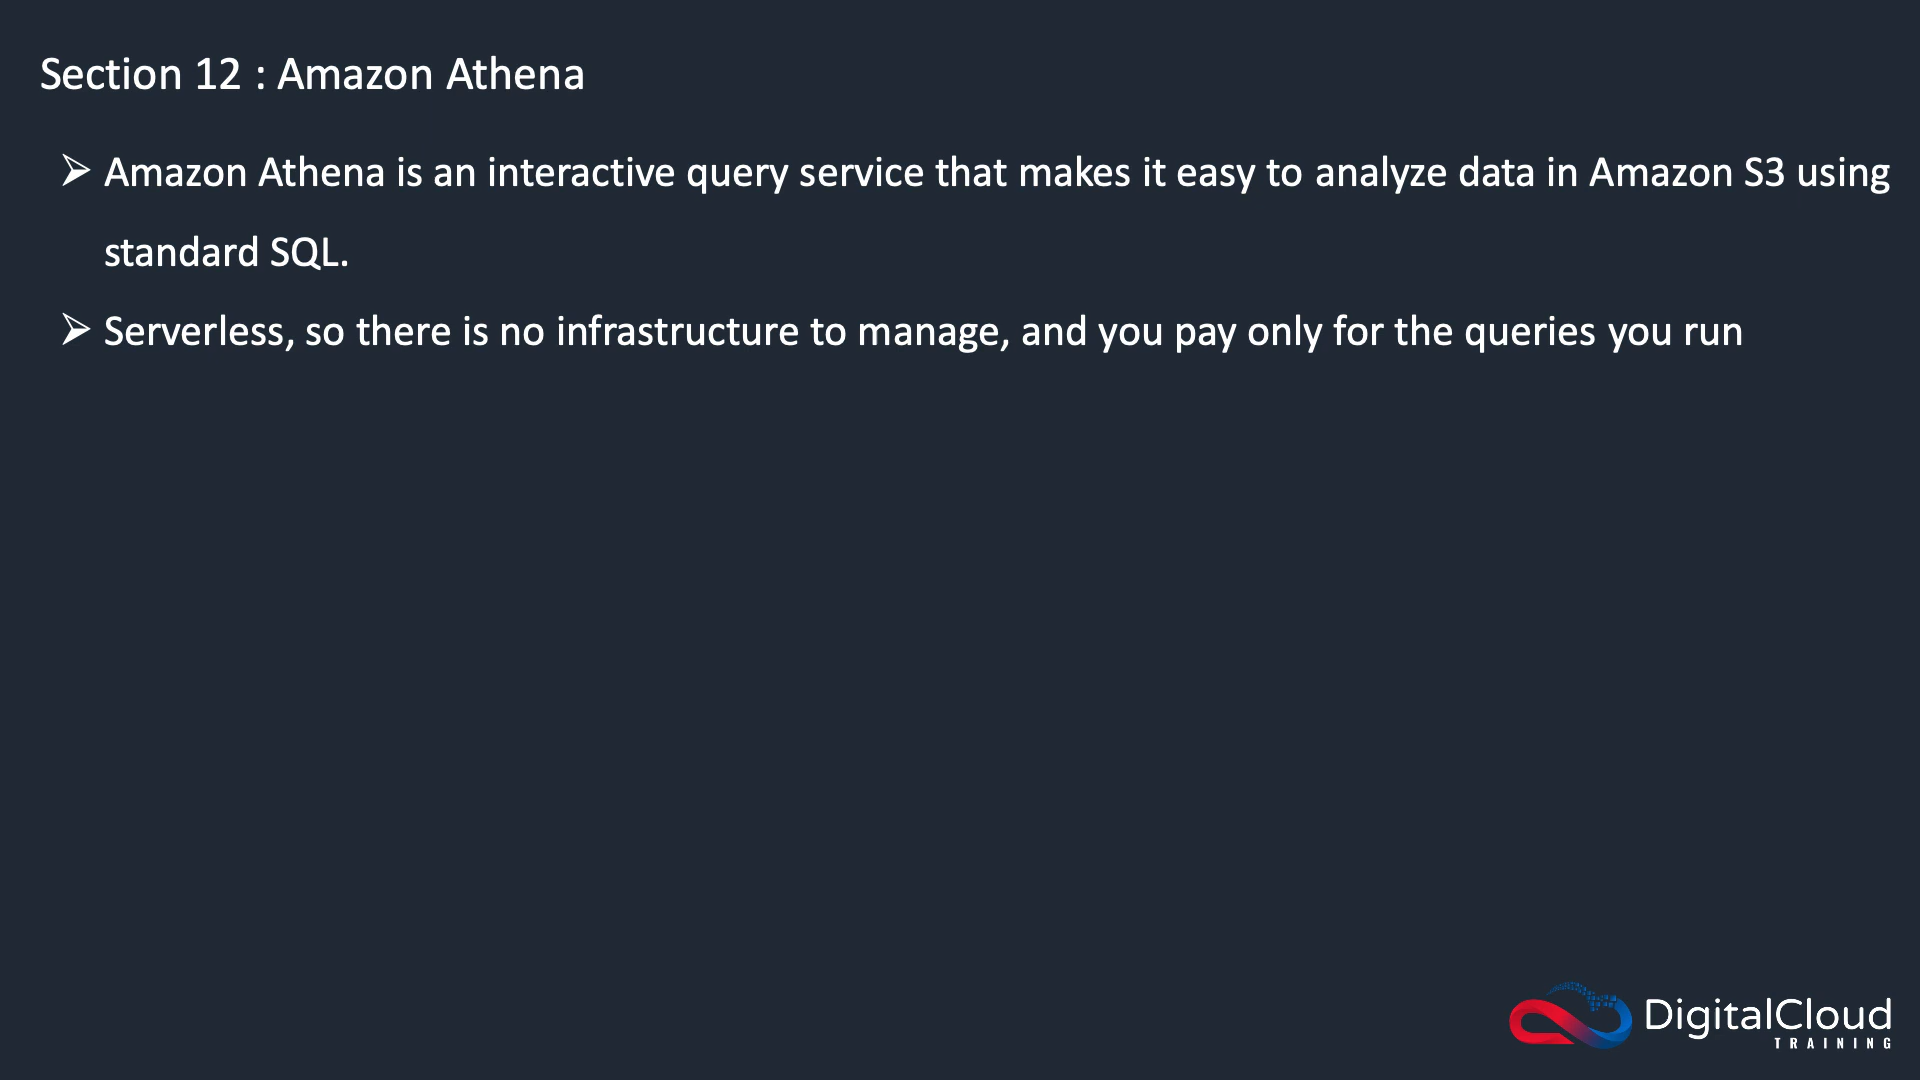 Section 12 : Amazon Athena
➢ Amazon Athena is an interactive query service that makes it easy to analyze data in Amazon S3 using
standard SQL.
➢ Serverless, so there is no infrastructure to manage, and you pay only for the queries you run
DigitalCloud
TRAINING